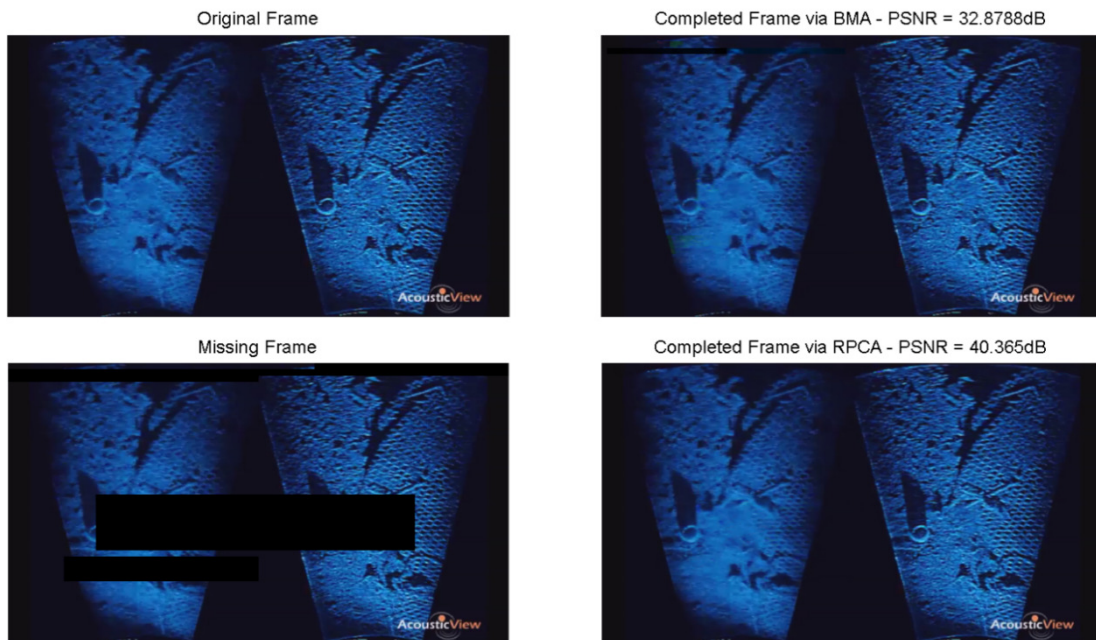 Original Frame
Completed Frame via BMA - PSNR = 32.8788dB
AcousticView
AcousticView
Missing Frame
Completed Frame via RPCA - PSNR = 40.365dB
AcousticView
AcousticView